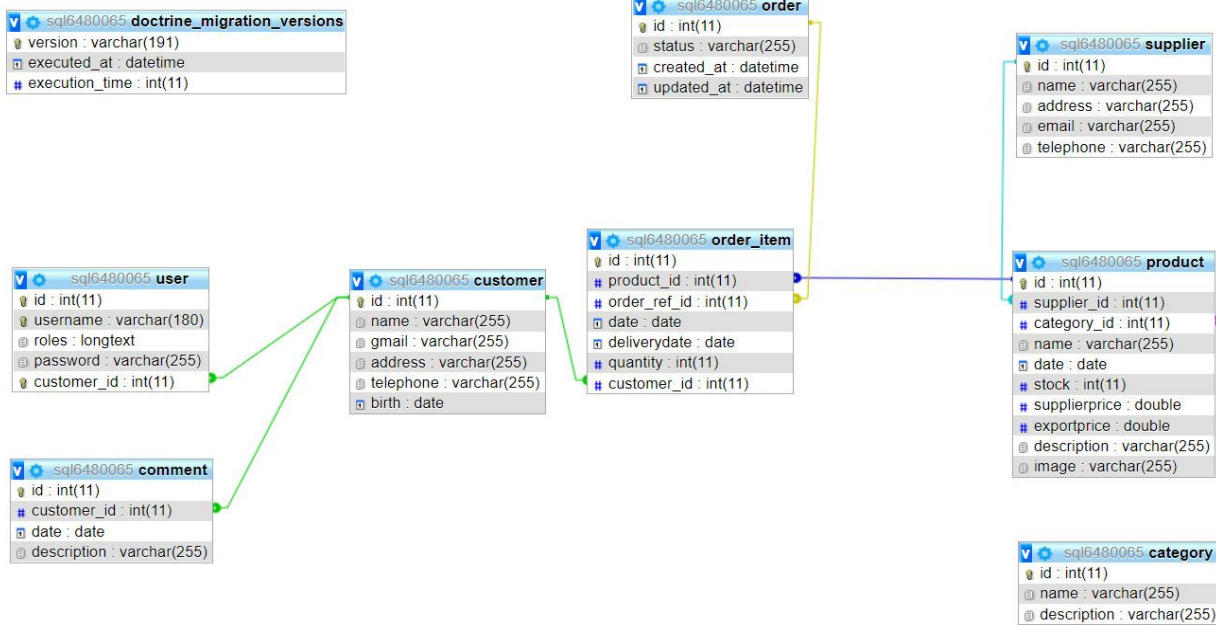 sql6480065 doctrine_migration_versions
version : varchar(191)
executed_at : datetime
# execution_time : int(11)
sql6480065 order
id : int(11)
status : varchar(255)
created_at : datetime
updated_at : datetime
sql6480065 supplier
id : int(11)
name : varchar(255)
address : varchar(255)
email : varchar(255)
telephone : varchar(255)
sql6480065 user
id : int(11)
username : varchar(180)
roles : longtext
password : varchar(255)
customer_id : int(11)
sql6480065 customer
id : int(11)
name : varchar(255)
gmail : varchar(255)
address : varchar(255)
telephone : varchar(255)
birth : date
sql6480065 order_item
id : int(11)
# product_id : int(11)
# order_ref_id : int(11)
date : date
deliverydate : date
# quantity : int(11)
# customer_id : int(11)
sql6480065 product
id : int(11)
# supplier_id : int(11)
# category_id : int(11)
name : varchar(255)
date : date
# stock : int(11)
# supplierprice : double
# exportprice : double
description : varchar(255)
image : varchar(255)
sql6480065 comment
id : int(11)
# customer_id : int(11)
date : date
description : varchar(255)
sql6480065 category
id : int(11)
name : varchar(255)
description : varchar(255)